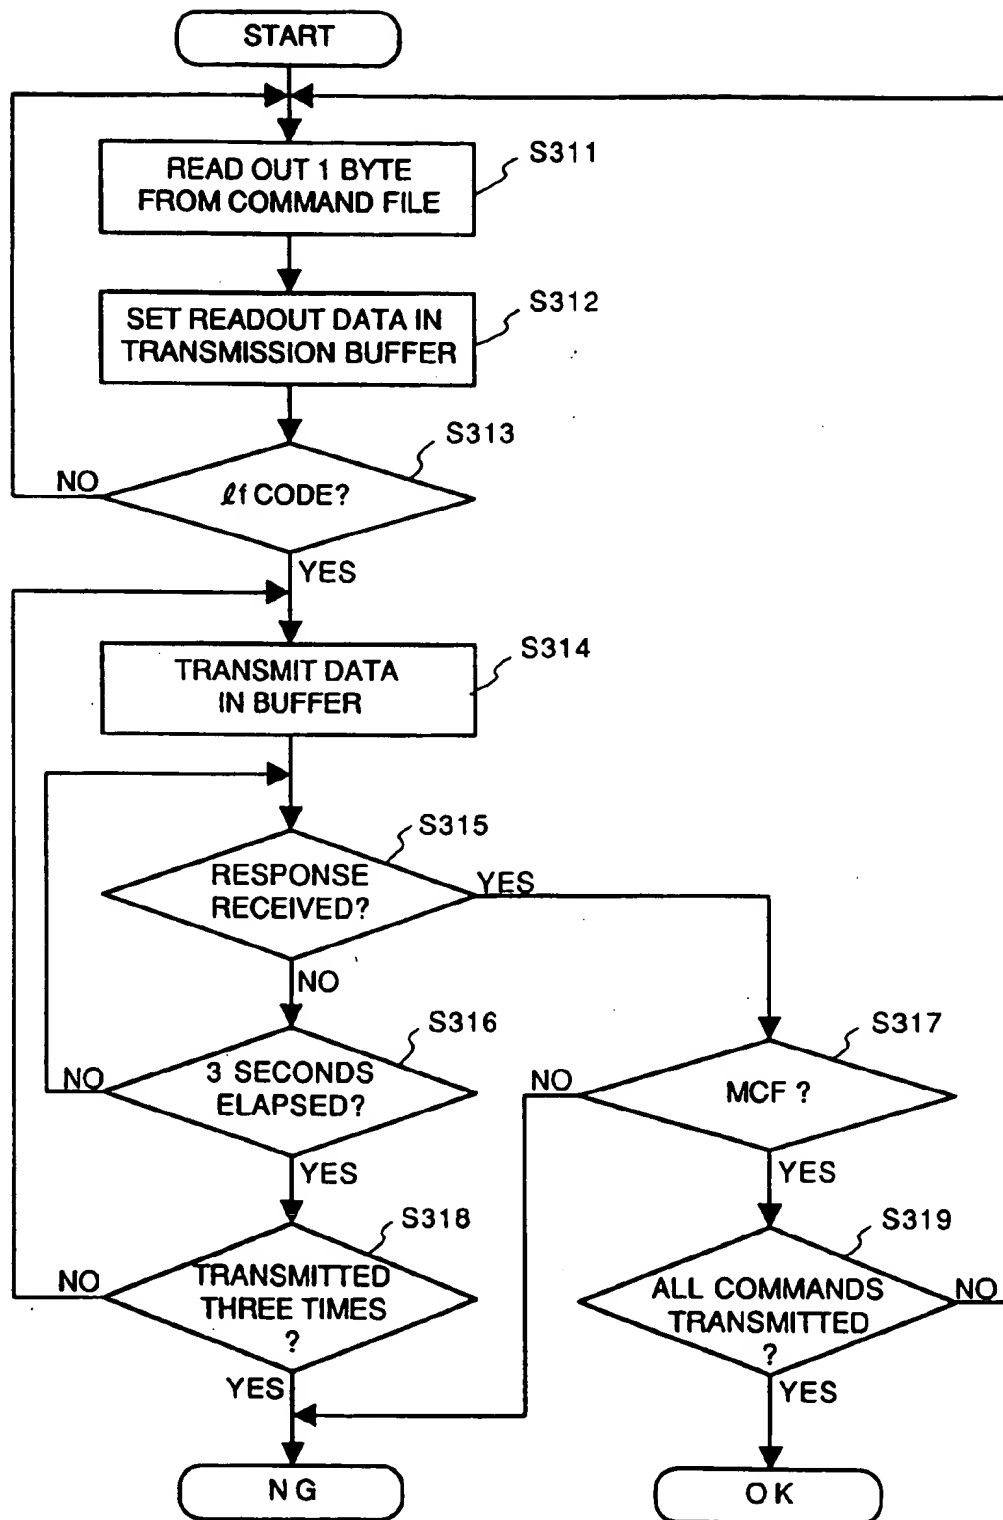 START
S311
READ OUT 1 BYTE
FROM COMMAND FILE
S312
SET READOUT DATA IN
TRANSMISSION BUFFER
S313
NO
ℓf CODE?
YES
S314
TRANSMIT DATA
IN BUFFER
S315
RESPONSE
RECEIVED?
YES
NO
S316
3 SECONDS
ELAPSED?
NO
YES
S317
MCF ?
NO
YES
S318
TRANSMITTED
THREE TIMES
?
NO
YES
S319
ALL COMMANDS
TRANSMITTED
?
NO
YES
NG
OK